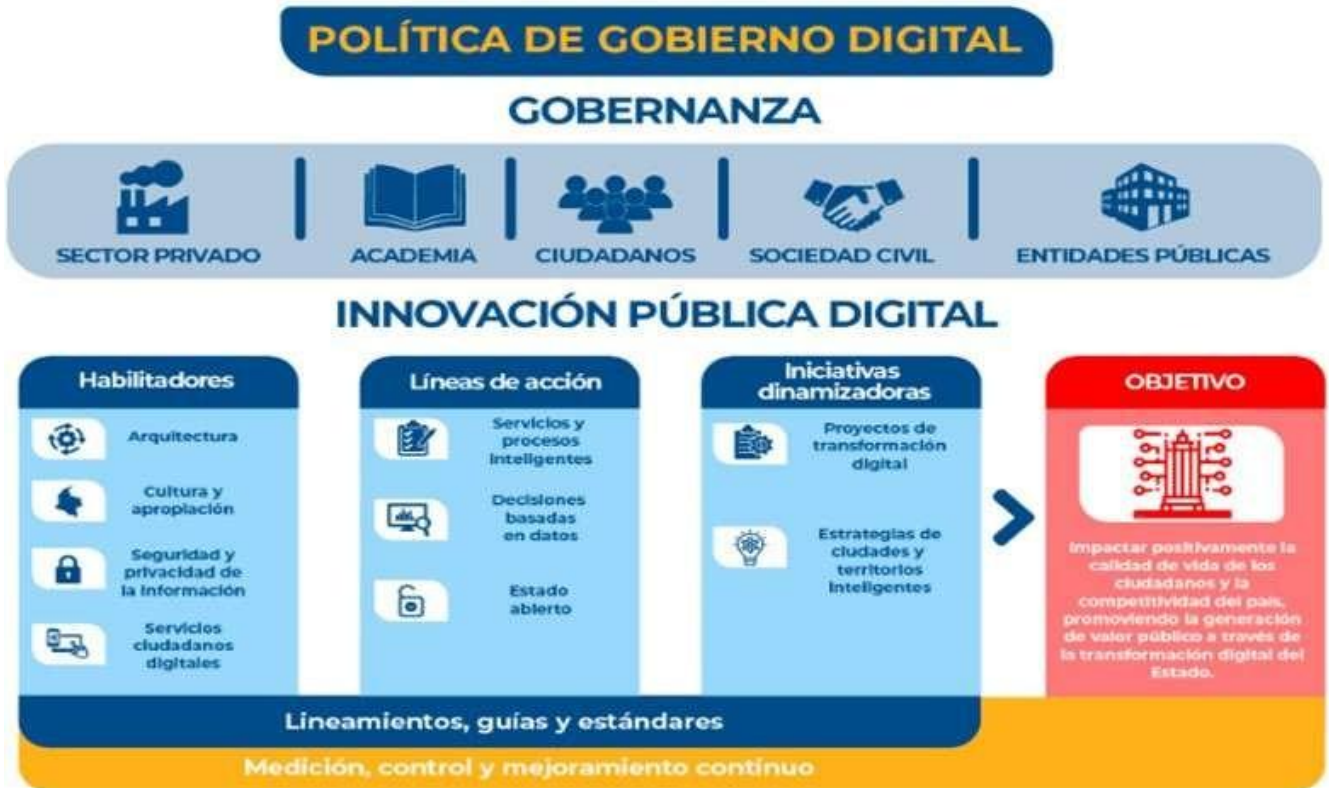 POLÍTICA DE GOBIERNO DIGITAL
GOBERNANZA
SECTOR PRIVADO
ACADEMIA
CIUDADANOS
SOCIEDAD CIVIL
ENTIDADES PÚBLICAS
INNOVACIÓN PÚBLICA DIGITAL
Habilitadores
Arquitectura
Cultura y
apropiación
Seguridad y
privacidad de
la información
Servicios
ciudadanos
digitales
Líneas de acción
Servicios y
procesos
inteligentes
Decisiones
basadas
en datos
Estado
abierto
Iniciativas
dinamizadoras
Proyectos de
transformación
digital
Estrategias de
ciudades y
territorios
inteligentes
OBJETIVO
Impactar positivamente la
calidad de vida de los
ciudadanos y la
competitividad del país,
promoviendo la generación
de valor público a través de
la transformación digital del
Estado.
Lineamientos, guías y estándares
Medición, control y mejoramiento continuo